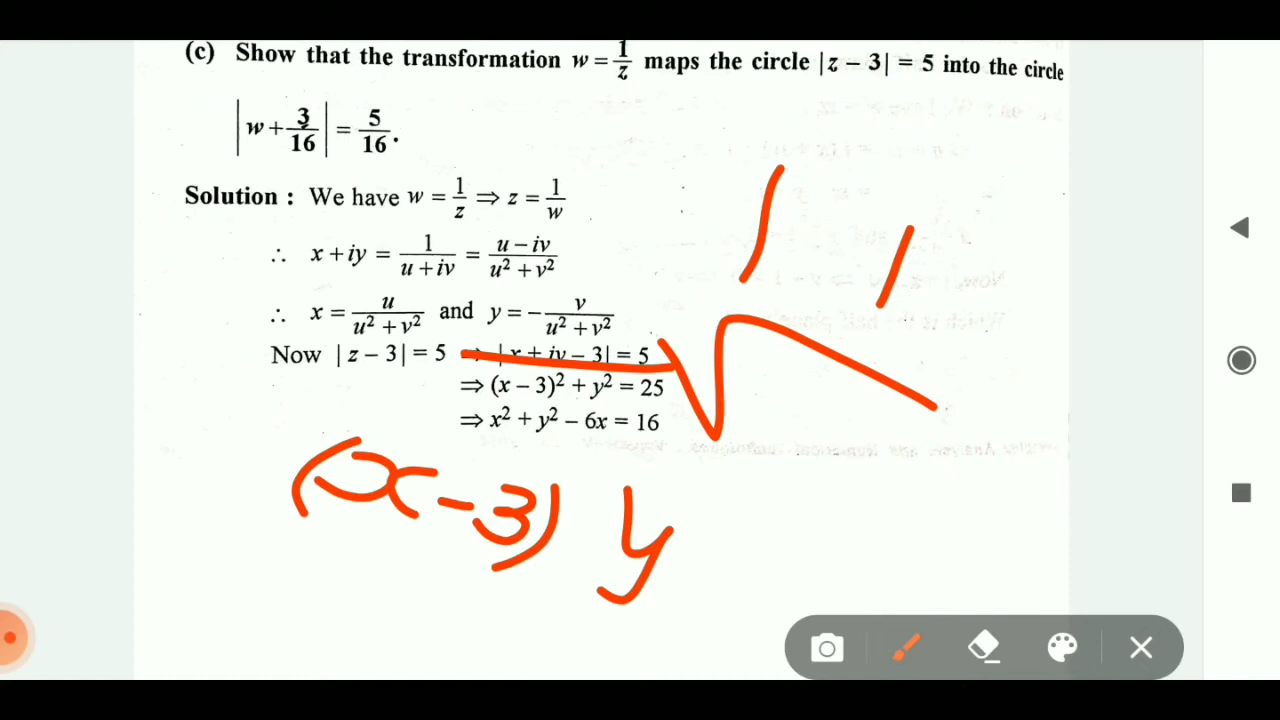 (c) Show that the transformation w = 1/z maps the circle |z − 3| = 5 into the circle
|w + 3/16| = 5/16.
Solution : We have w = 1/z ⇒ z = 1/w
∴ x + iy = 1/(u + iv) = (u − iv)/(u² + v²)
∴ x = u/(u² + v²) and y = − v/(u² + v²)
Now | z − 3| = 5 ⇒ | x + iy − 3| = 5
⇒ (x − 3)² + y² = 25
⇒ x² + y² − 6x = 16
(x - 3) y